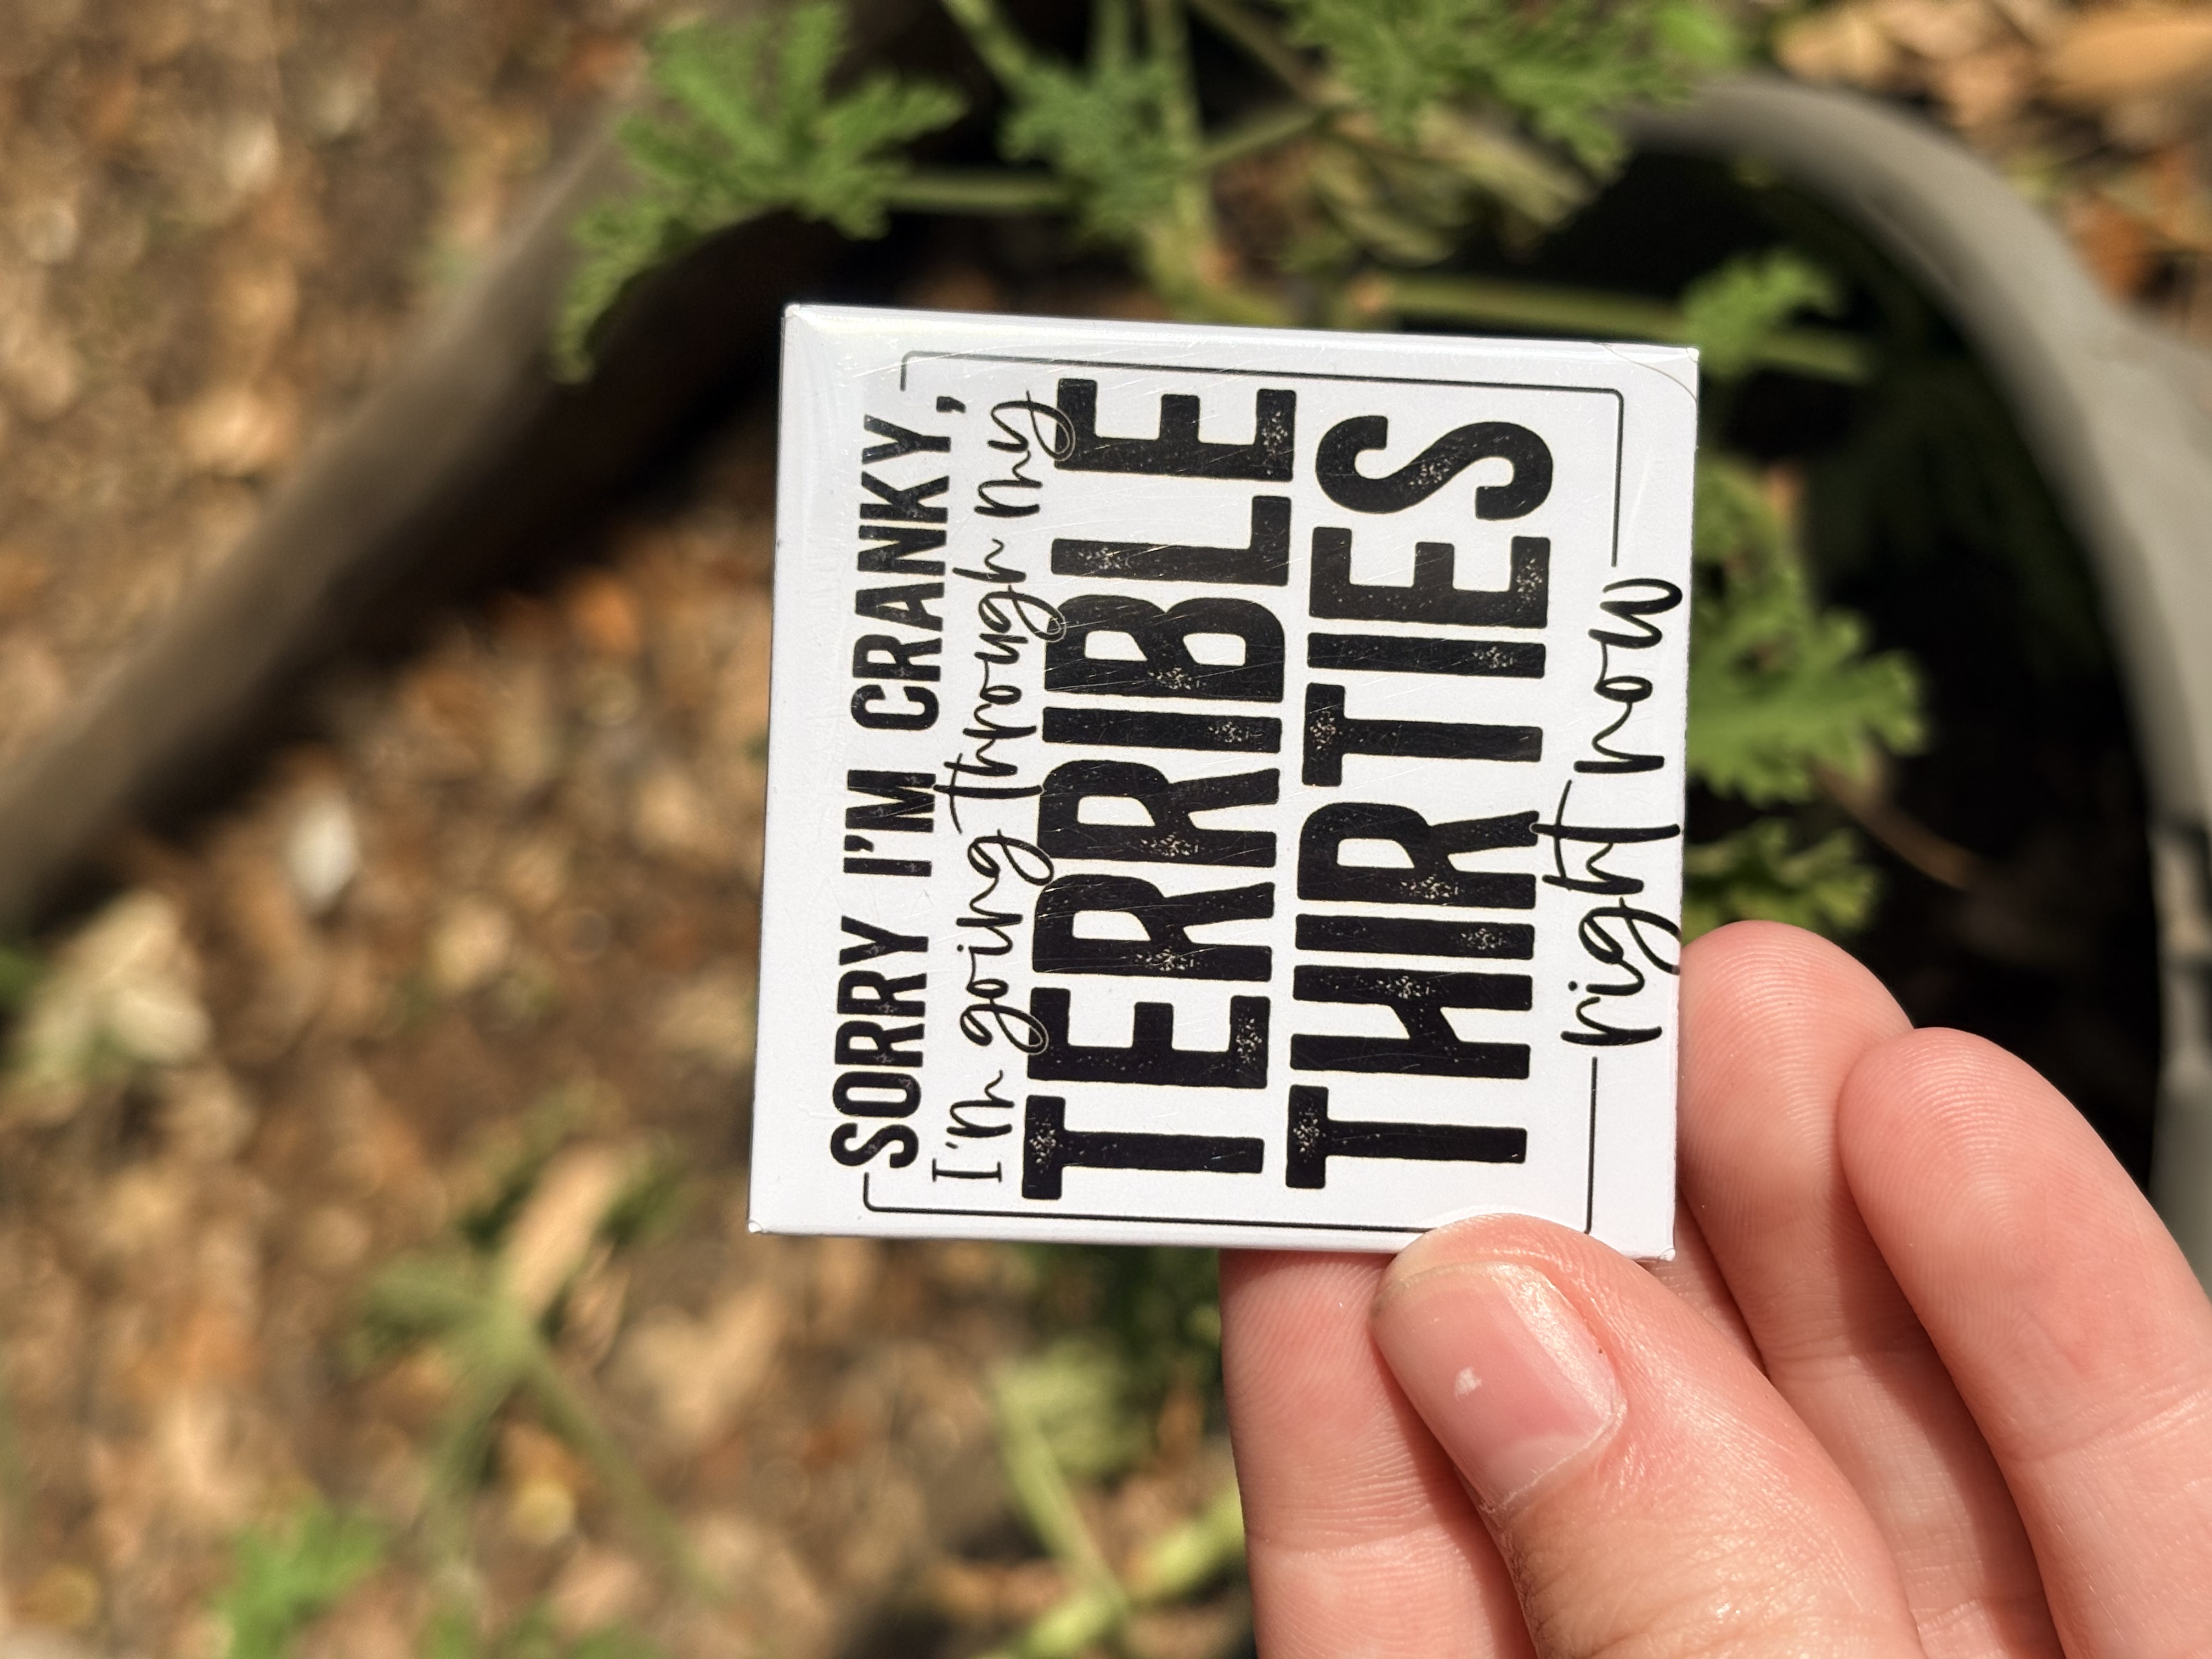 SORRY I'M CRANKY,
I'm going through my
TERRIBLE
THIRTIES
right now